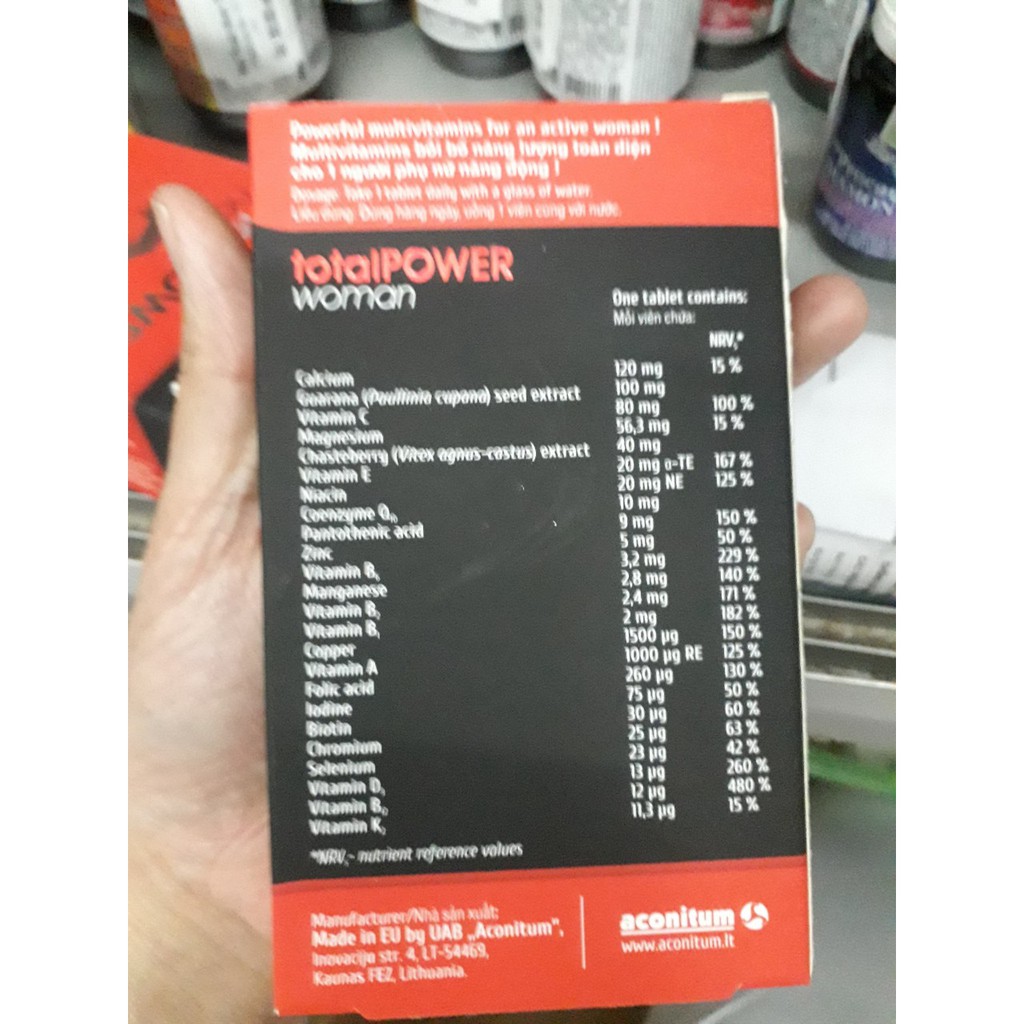 Powerful multivitamins for an active woman !
Multivitamins bồi bổ năng lượng toàn diện
cho 1 người phụ nữ năng động !
Dosage: Take 1 tablet daily with a glass of water.
Liều dùng: Dùng hàng ngày, uống 1 viên cùng với nước.
totalPOWER
woman
One tablet contains:
Mỗi viên chứa:
NRV,*
Calcium 120 mg 15 %
Guarana (Paullinia cupana) seed extract 100 mg
Vitamin C 80 mg 100 %
Magnesium 56,3 mg 15 %
Chasteberry (Vitex agnus-castus) extract 40 mg
Vitamin E 20 mg α-TE 167 %
Niacin 20 mg NE 125 %
Coenzyme Q₁₀ 10 mg
Pantothenic acid 9 mg 150 %
Zinc 5 mg 50 %
Vitamin B 3,2 mg 229 %
Manganese 2,8 mg 140 %
Vitamin B 2,4 mg 171 %
Vitamin B 2 mg 182 %
Copper 1500 µg 150 %
Vitamin A 1000 µg RE 125 %
Folic acid 260 µg 130 %
Iodine 75 µg 50 %
Biotin 30 µg 60 %
Chromium 25 µg 63 %
Selenium 23 µg 42 %
Vitamin D 13 µg 260 %
Vitamin B 12 µg 480 %
Vitamin K 11,3 µg 15 %
*NRV,- nutrient reference values
Manufacturer/Nhà sản xuất:
Made in EU by UAB „Aconitum",
Inovacijų str. 4, LT-54469,
Kaunas FEZ, Lithuania.
aconitum
www.aconitum.lt